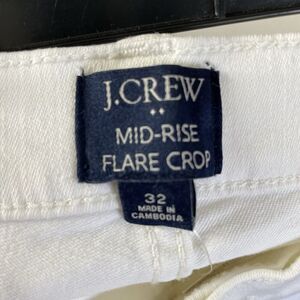 J.CREW
MID-RISE
FLARE CROP
32
MADE IN
CAMBODIA